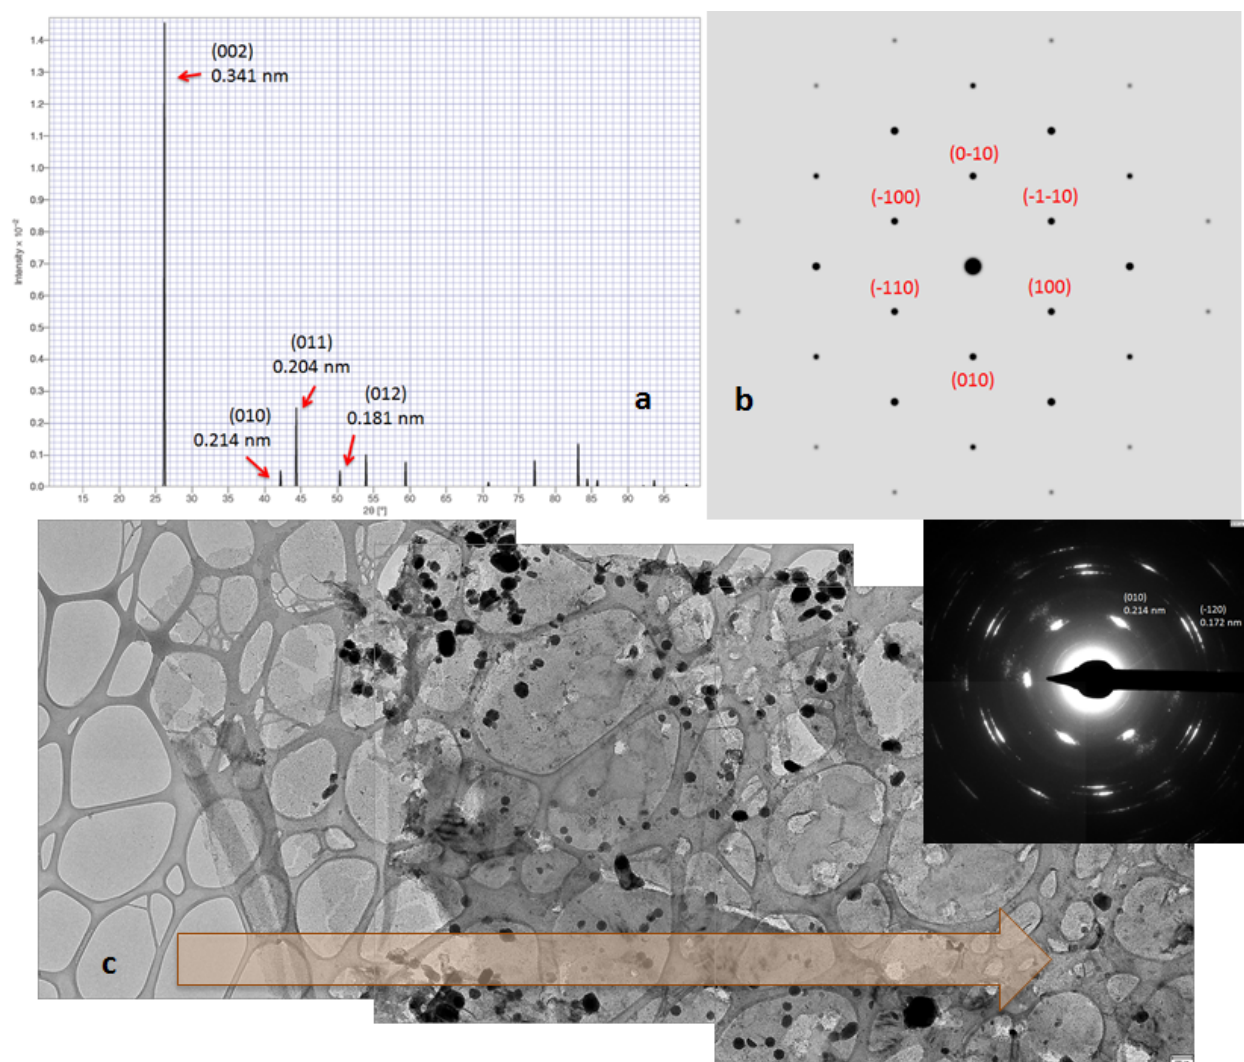 1.4
(002)
0.341 nm
1.3
1.2
1.1
1.0
0.9
0.8
0.7
0.6
0.5
0.4
0.3
0.2
0.1
0.0
Intensity × 10⁻²
(011)
0.204 nm
(012)
0.181 nm
(010)
0.214 nm
a
15 20 25 30 35 40 45 50 55 60 65 70 75 80 85 90 95
2θ [°]
(0-10)
(-100)
(-1-10)
(-110)
(100)
(010)
b
(010)
0.214 nm
(-120)
0.172 nm
c